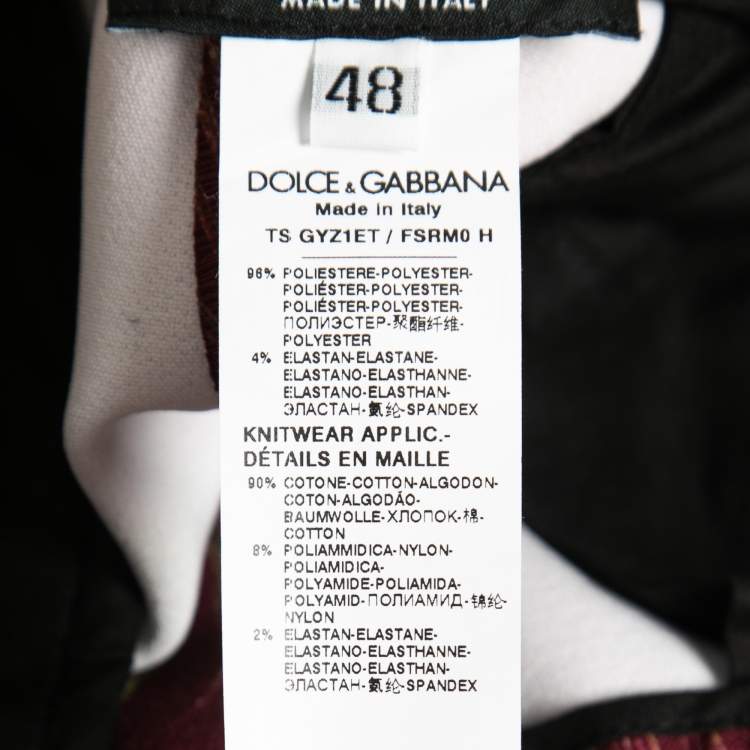 MADE IN ITALY
48
DOLCE & GABBANA
Made in Italy
TS GYZ1ET / FSRM0 H
96% POLIESTERE-POLYESTER-
POLIÉSTER-POLYESTER-
POLIÉSTER-POLYESTER-
ПОЛИЭСТЕР-聚酯纤维-
POLYESTER
4% ELASTAN-ELASTANE-
ELASTANO-ELASTHANNE-
ELASTANO-ELASTHAN-
ЭЛАСТАН-氨纶-SPANDEX
KNITWEAR APPLIC.-
DÉTAILS EN MAILLE
90% COTONE-COTTON-ALGODON-
COTON-ALGODÃO-
BAUMWOLLE-ХЛОПОК-棉-
COTTON
8% POLIAMMIDICA-NYLON-
POLIAMIDICA-
POLYAMIDE-POLIAMIDA-
POLYAMID-ПОЛИАМИД-锦纶-
NYLON
2% ELASTAN-ELASTANE-
ELASTANO-ELASTHANNE-
ELASTANO-ELASTHAN-
ЭЛАСТАН-氨纶-SPANDEX